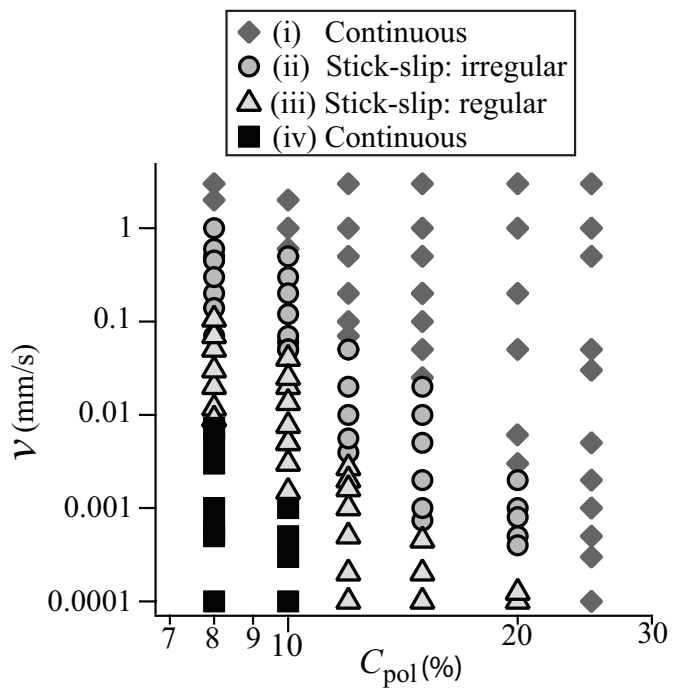 (i) Continuous
(ii) Stick-slip: irregular
(iii) Stick-slip: regular
(iv) Continuous
1
0.1
0.01
0.001
0.0001
v (mm/s)
7 8 9 10 20 30
C_pol (%)